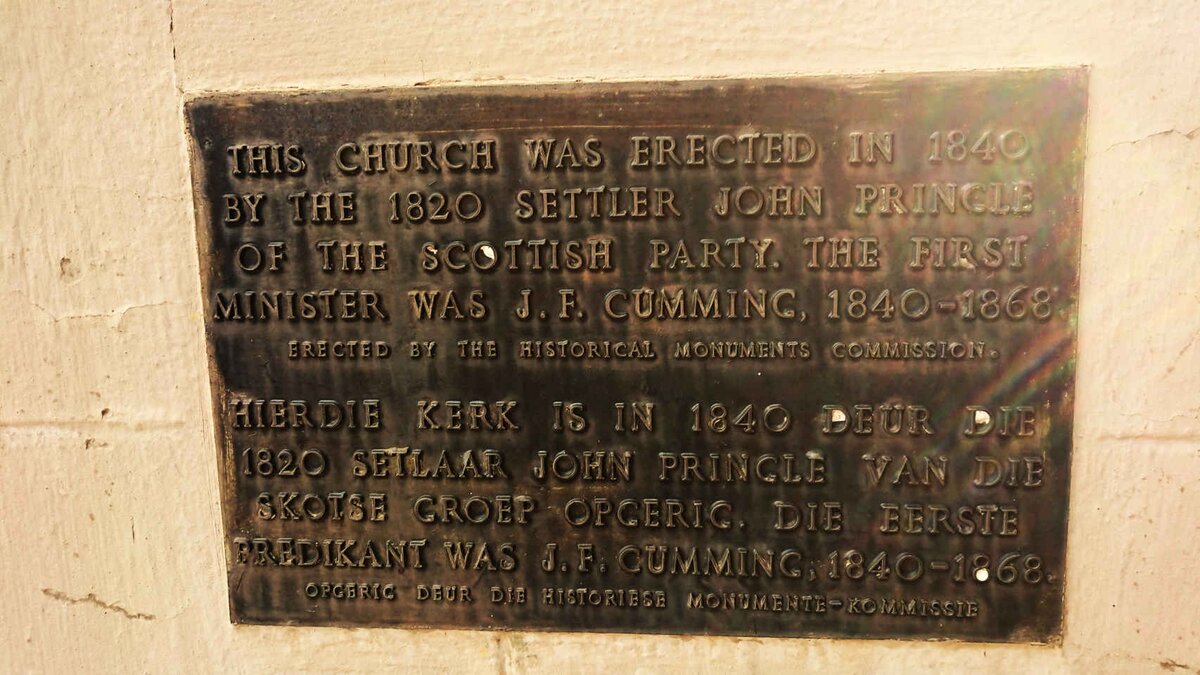 THIS CHURCH WAS ERECTED IN 1840
BY THE 1820 SETTLER JOHN PRINGLE
OF THE SCOTTISH PARTY. THE FIRST
MINISTER WAS J. F. CUMMING, 1840-1868
ERECTED BY THE HISTORICAL MONUMENTS COMMISSION.
HIERDIE KERK IS IN 1840 DEUR DIE
1820 SETLAAR JOHN PRINGLE VAN DIE
SKOTSE GROEP OPGERIG. DIE EERSTE
PREDIKANT WAS J. F. CUMMING, 1840-1868.
OPGERIG DEUR DIE HISTORIESE MONUMENTE-KOMMISSIE